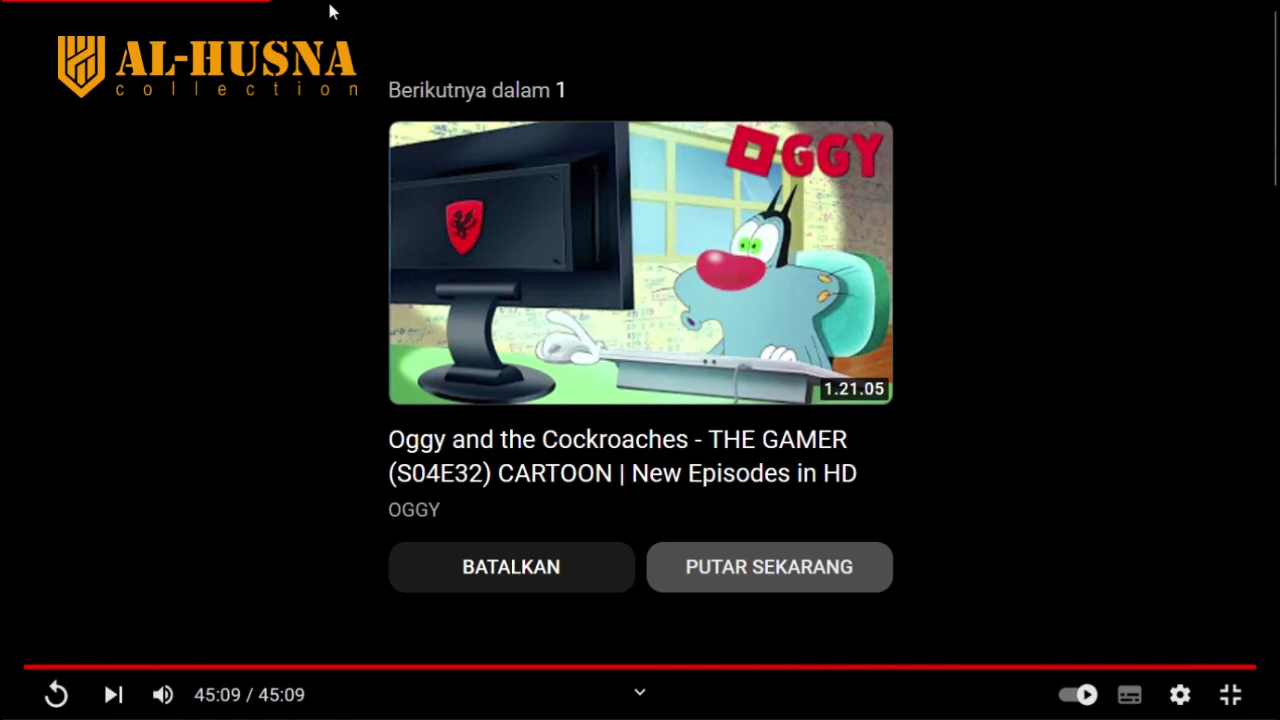 AL-HUSNA
collection
Berikutnya dalam 1
OGGY
1.21.05
Oggy and the Cockroaches - THE GAMER
(S04E32) CARTOON | New Episodes in HD
OGGY
BATALKAN
PUTAR SEKARANG
45:09 / 45:09